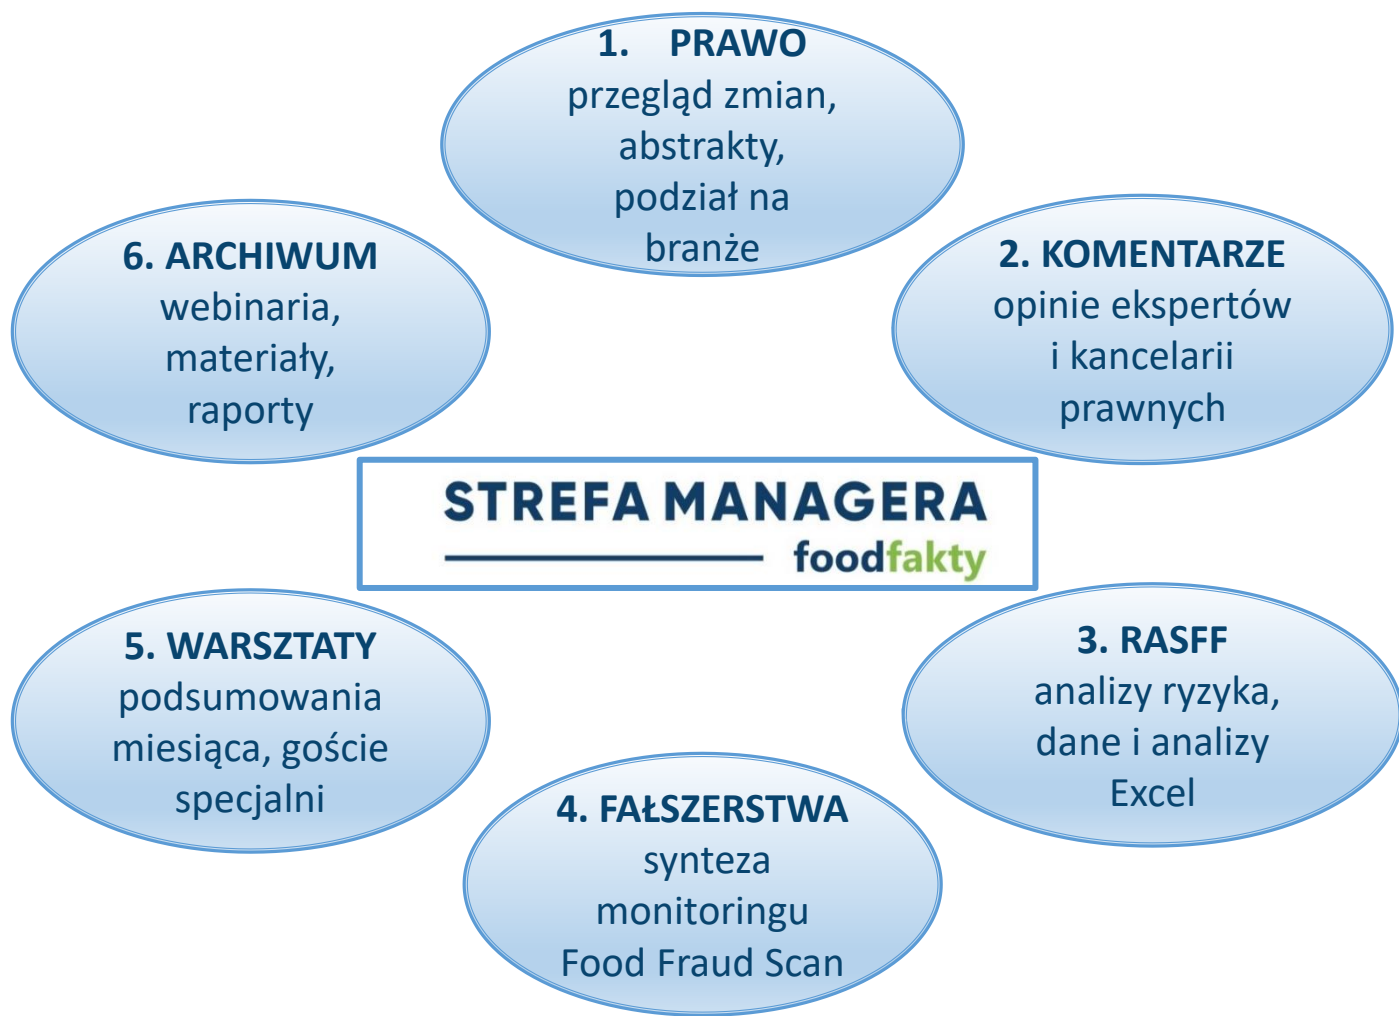 1. PRAWO
przegląd zmian,
abstrakty,
podział na
branże
2. KOMENTARZE
opinie ekspertów
i kancelarii
prawnych
3. RASFF
analizy ryzyka,
dane i analizy
Excel
4. FAŁSZERSTWA
synteza
monitoringu
Food Fraud Scan
5. WARSZTATY
podsumowania
miesiąca, goście
specjalni
6. ARCHIWUM
webinaria,
materiały,
raporty
STREFA MANAGERA
foodfakty